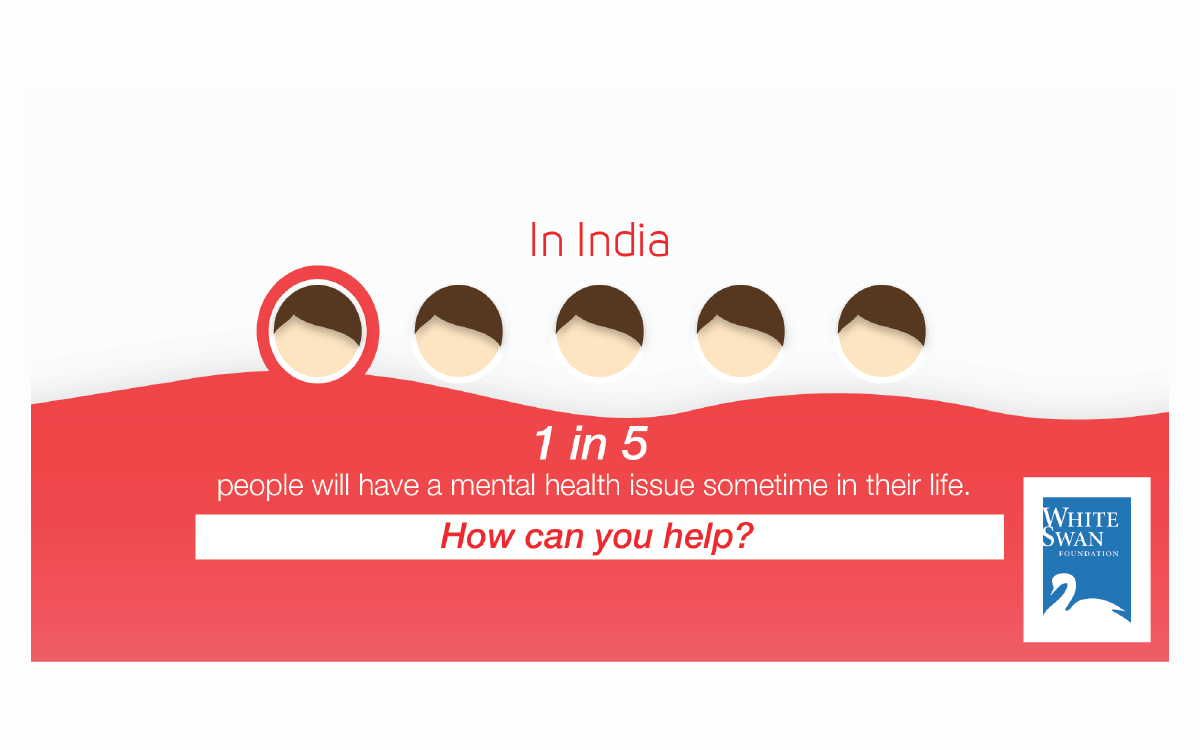 In India
1 in 5
people will have a mental health issue sometime in their life.
How can you help?
WHITE
SWAN
FOUNDATION